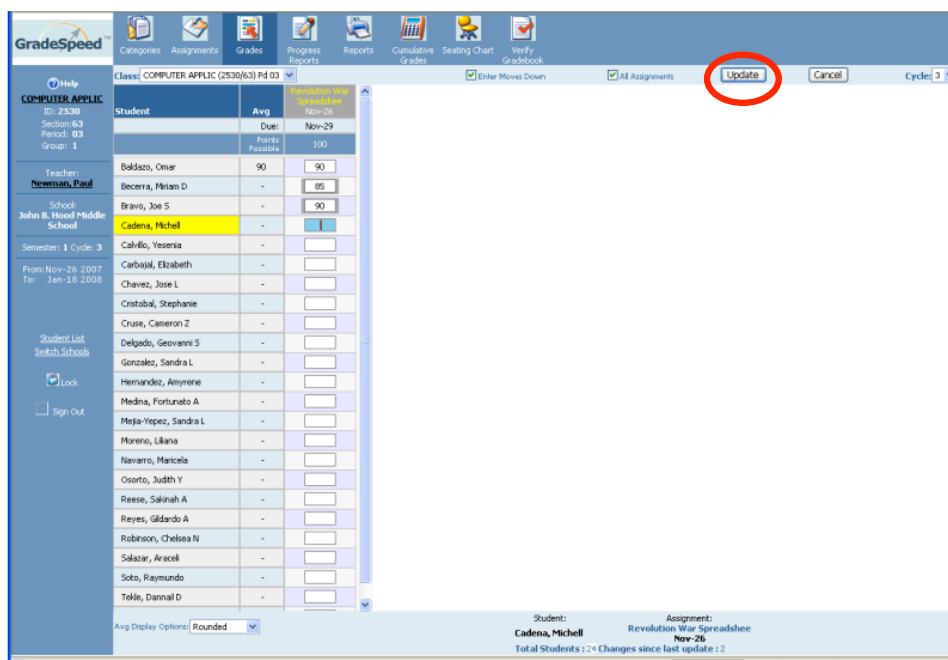 GradeSpeed™
Categories Assignments Grades Progress Reports Reports Cumulative Grades Seating Chart Verify Gradebook
Class: COMPUTER APPLIC (2530/63) Pd 03 Enter Moves Down All Assignments Update Cancel Cycle: 3
Help
COMPUTER APPLIC
ID: 2530
Section: 63
Period: 03
Group: 1
Teacher:
Newman, Paul
School:
John B. Hood Middle
School
Semester: 1 Cycle: 3
From: Nov-26 2007
To: Jan-18 2008
Student List
Switch Schools
Lock
Sign Out
Revolution War
Spreadshee
Student Avg Nov-26
Due: Nov-29
Points Possible 100
Baldazo, Omar 90 90
Becerra, Miriam D - 85
Bravo, Joe S - 90
Cadena, Michell -
Calvillo, Yesenia -
Carbajal, Elizabeth -
Chavez, Jose L -
Cristobal, Stephanie -
Cruse, Cameron Z -
Delgado, Geovanni S -
Gonzalez, Sandra L -
Hernandez, Amyrene -
Medina, Fortunato A -
Mejia-Yepez, Sandra L -
Moreno, Liliana -
Navarro, Maricela -
Osorto, Judith Y -
Reese, Sakinah A -
Reyes, Gildardo A -
Robinson, Chelsea N -
Salazar, Araceli -
Soto, Raymundo -
Tekle, Dannail D -
Avg Display Options: Rounded
Student: Assignment:
Cadena, Michell Revolution War Spreadshee
Nov-26
Total Students : 24 Changes since last update : 2